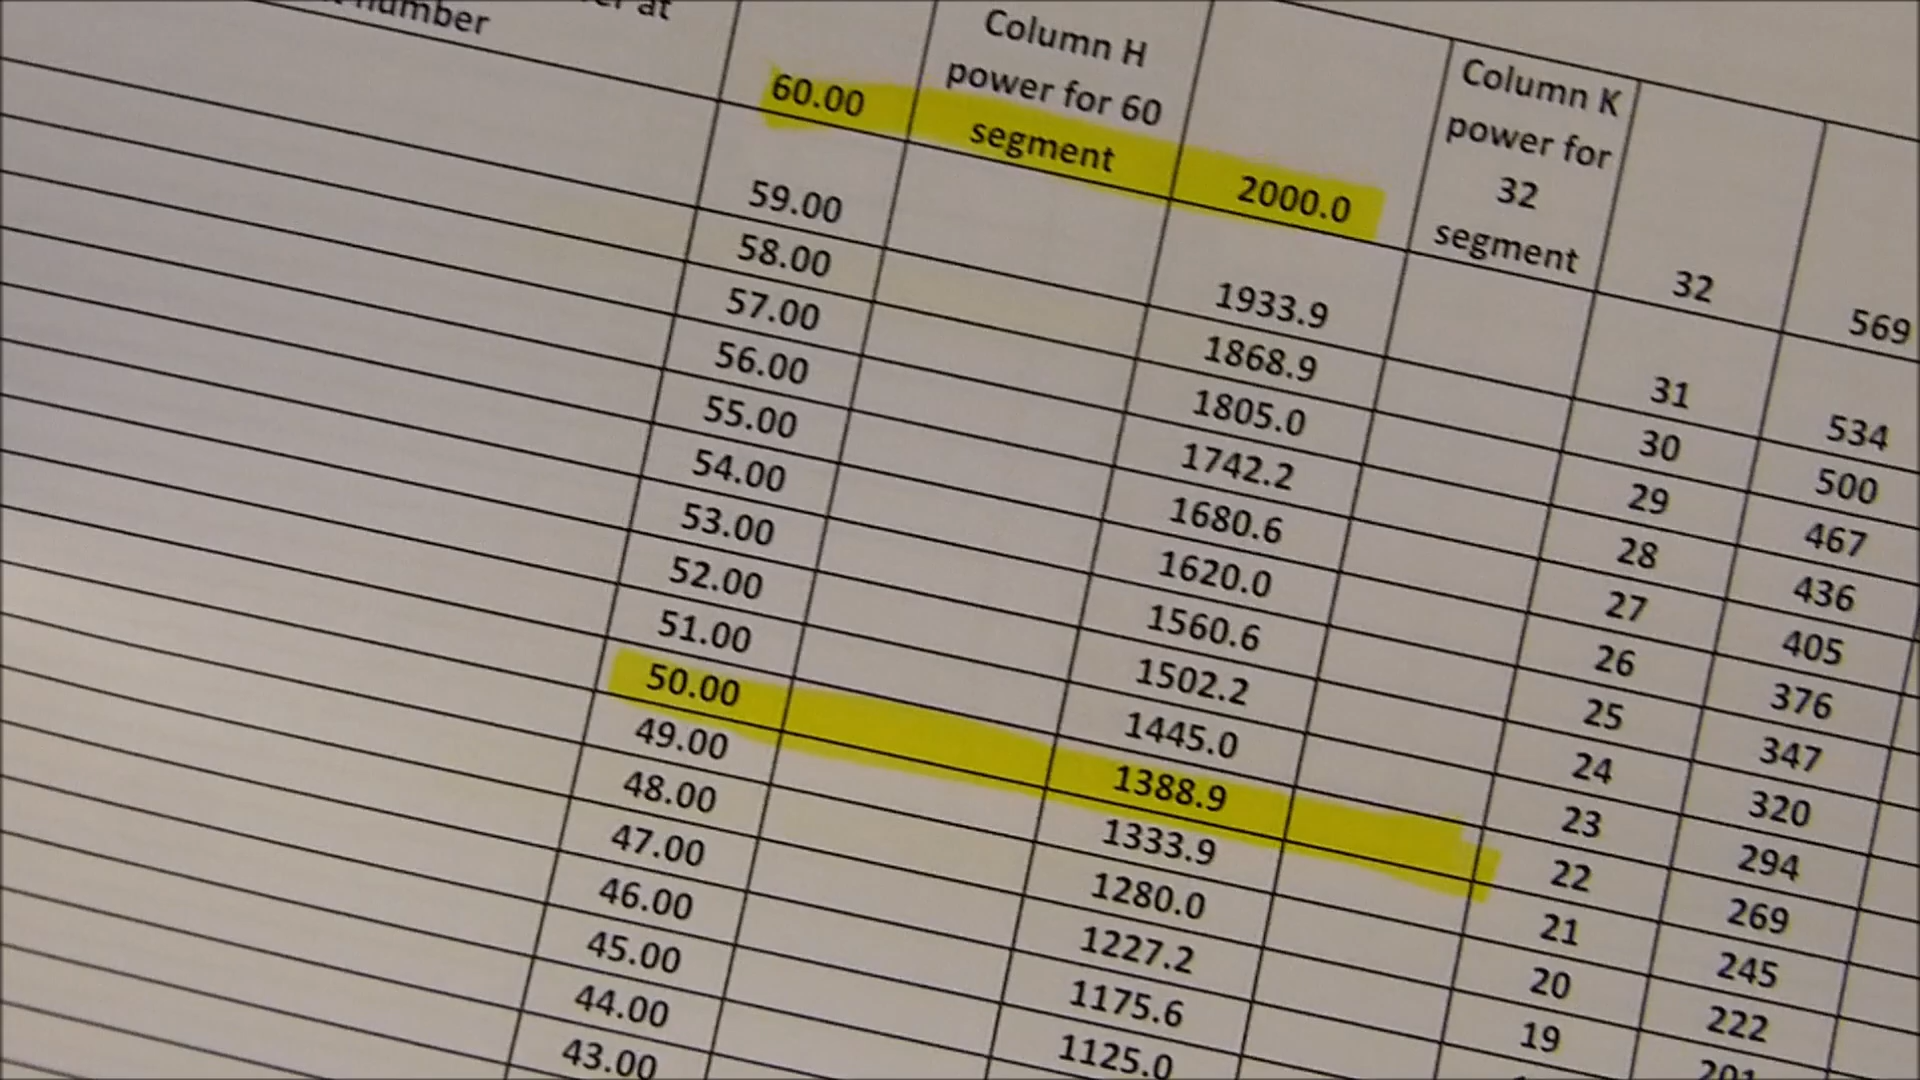 at
number
Column H
power for 60
segment
Column K
power for
32
segment
60.00 2000.0 32 569
59.00 1933.9 31 534
58.00 1868.9 30 500
57.00 1805.0 29 467
56.00 1742.2 28 436
55.00 1680.6 27 405
54.00 1620.0 26 376
53.00 1560.6 25 347
52.00 1502.2 24 320
51.00 1445.0 23 294
50.00 1388.9 22 269
49.00 1333.9 21 245
48.00 1280.0 20 222
47.00 1227.2 19 201
46.00 1175.6
45.00 1125.0
44.00
43.00